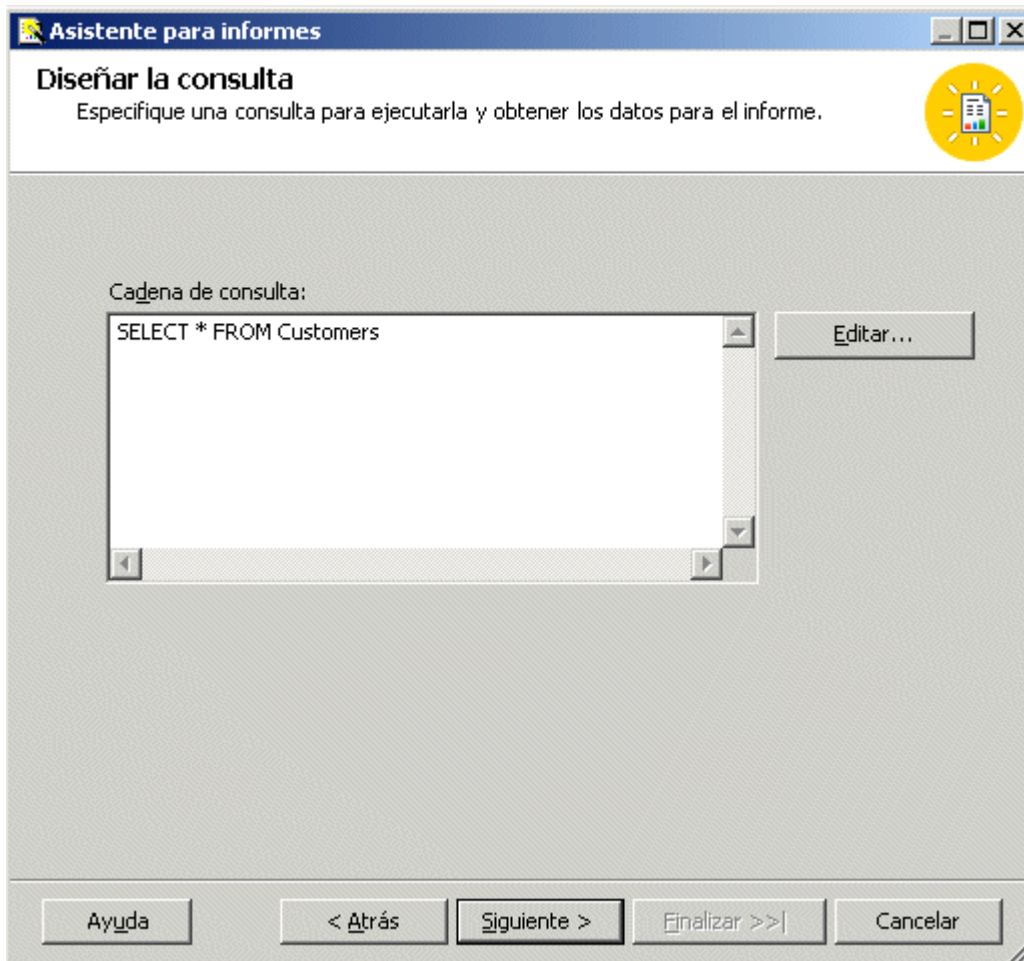 Asistente para informes
Diseñar la consulta
Especifique una consulta para ejecutarla y obtener los datos para el informe.
Cadena de consulta:
SELECT * FROM Customers
Editar...
Ayuda
< Atrás
Siguiente >
Finalizar >>|
Cancelar